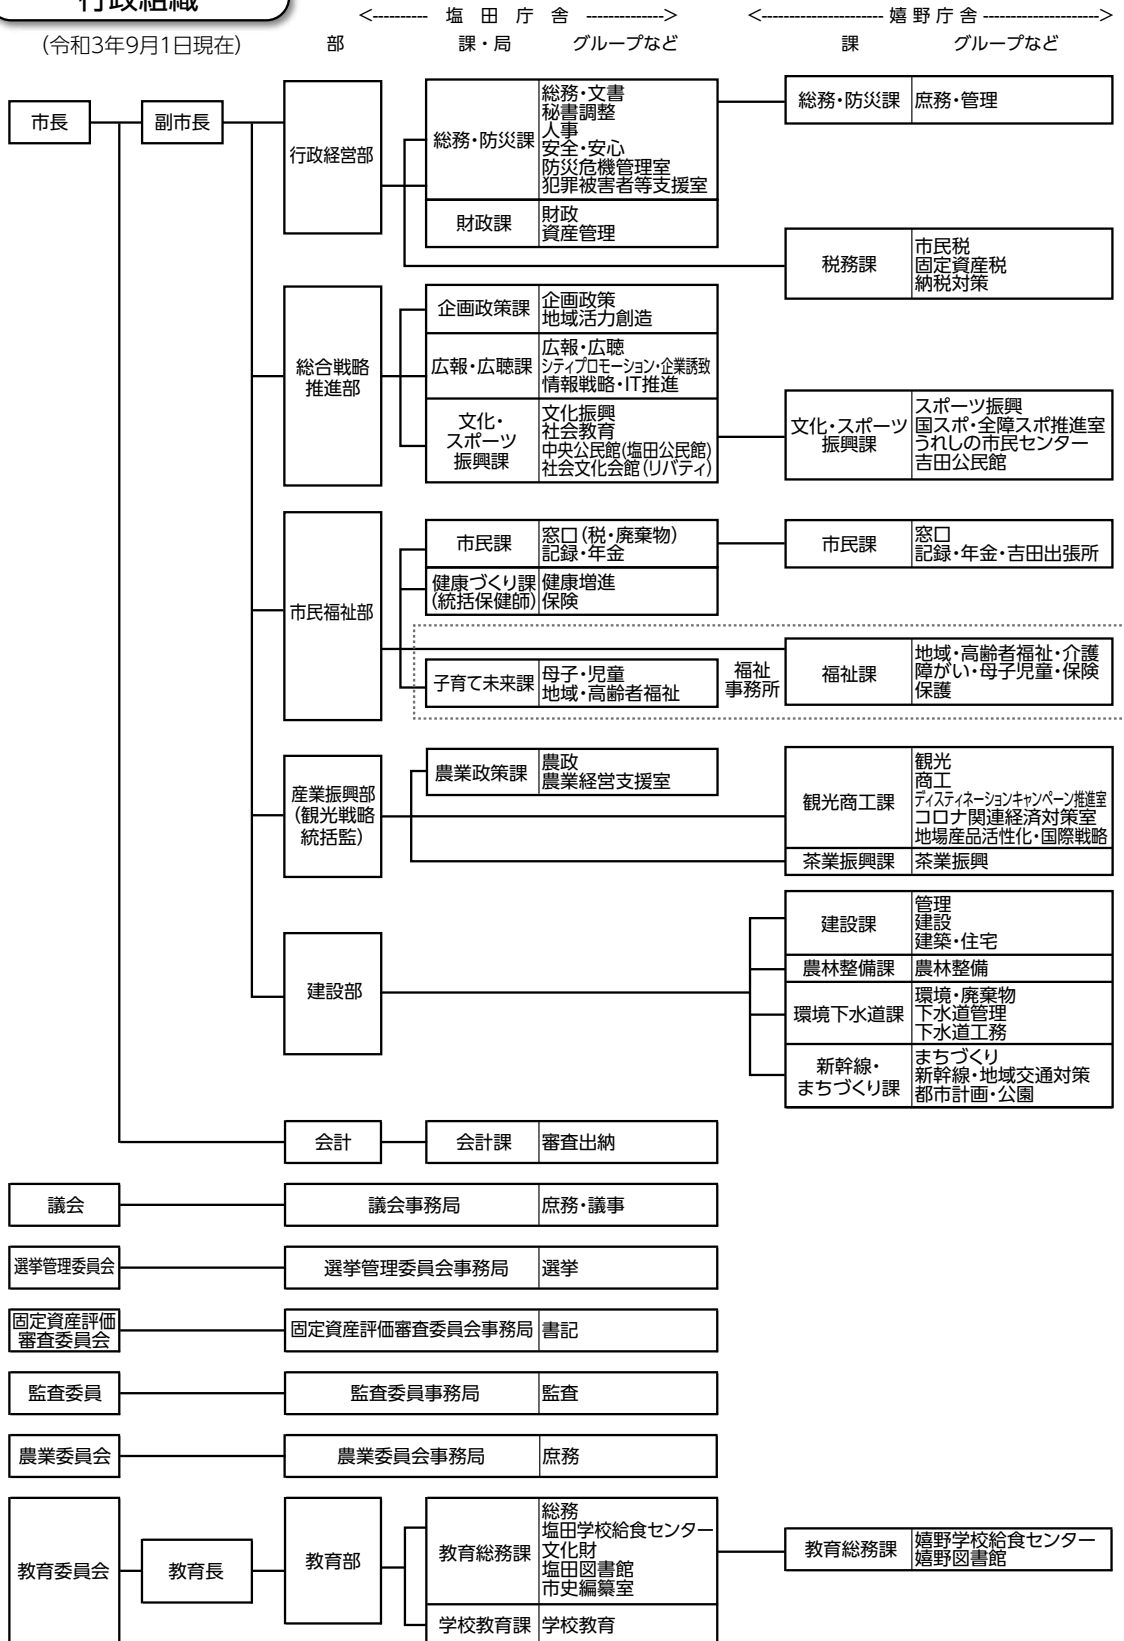 行政組織
(令和3年9月1日現在)
<---------- 塩田庁舎 -------------->
<---------------------- 嬉野庁舎 --------------------->
部
課・局
グループなど
課
グループなど
市長
副市長
行政経営部
総務・防災課
総務・文書
秘書調整
人事
安全・安心
防災危機管理室
犯罪被害者等支援室
総務・防災課
庶務・管理
財政課
財政
資産管理
税務課
市民税
固定資産税
納税対策
総合戦略
推進部
企画政策課
企画政策
地域活力創造
広報・広聴課
広報・広聴
シティプロモーション・企業誘致
情報戦略・IT推進
文化・
スポーツ
振興課
文化振興
社会教育
中央公民館(塩田公民館)
社会文化会館(リバティ)
文化・スポーツ
振興課
スポーツ振興
国スポ・全障スポ推進室
うれしの市民センター
吉田公民館
市民福祉部
市民課
窓口(税・廃棄物)
記録・年金
市民課
窓口
記録・年金・吉田出張所
健康づくり課
(統括保健師)
健康増進
保険
子育て未来課
母子・児童
地域・高齢者福祉
福祉
事務所
福祉課
地域・高齢者福祉・介護
障がい・母子児童・保険
保護
産業振興部
(観光戦略
統括監)
農業政策課
農政
農業経営支援室
観光商工課
観光
商工
ディスティネーションキャンペーン推進室
コロナ関連経済対策室
地場産品活性化・国際戦略
茶業振興課
茶業振興
建設部
建設課
管理
建設
建築・住宅
農林整備課
農林整備
環境下水道課
環境・廃棄物
下水道管理
下水道工務
新幹線・
まちづくり課
まちづくり
新幹線・地域交通対策
都市計画・公園
会計
会計課
審査出納
議会
議会事務局
庶務・議事
選挙管理委員会
選挙管理委員会事務局
選挙
固定資産評価
審査委員会
固定資産評価審査委員会事務局
書記
監査委員
監査委員事務局
監査
農業委員会
農業委員会事務局
庶務
教育委員会
教育長
教育部
教育総務課
総務
塩田学校給食センター
文化財
塩田図書館
市史編纂室
教育総務課
嬉野学校給食センター
嬉野図書館
学校教育課
学校教育